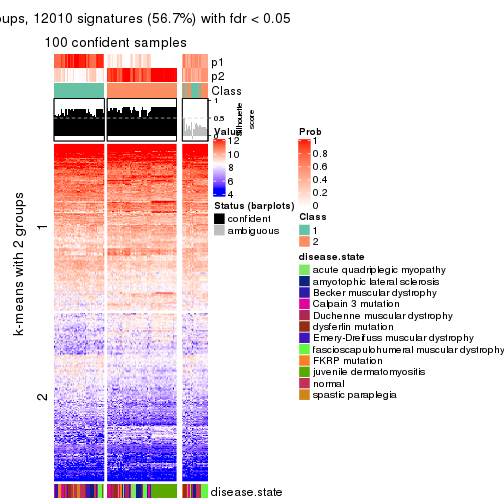 oups, 12010 signatures (56.7%) with fdr < 0.05
100 confident samples
p1
p2
Class
1
0.5
0
Silhouette
score
k-means with 2 groups
1
2
Value
12
10
8
6
4
Status (barplots)
confident
ambiguous
Prob
1
0.8
0.6
0.4
0.2
0
Class
1
2
disease.state
acute quadriplegic myopathy
amyotophic lateral sclerosis
Becker muscular dystrophy
Calpain 3 mutation
Duchenne muscular dystrophy
dysferlin mutation
Emery-Dreifuss muscular dystrophy
fascioscapulohumeral muscular dystrophy
FKRP mutation
juvenile dermatomyositis
normal
spastic paraplegia
disease.state